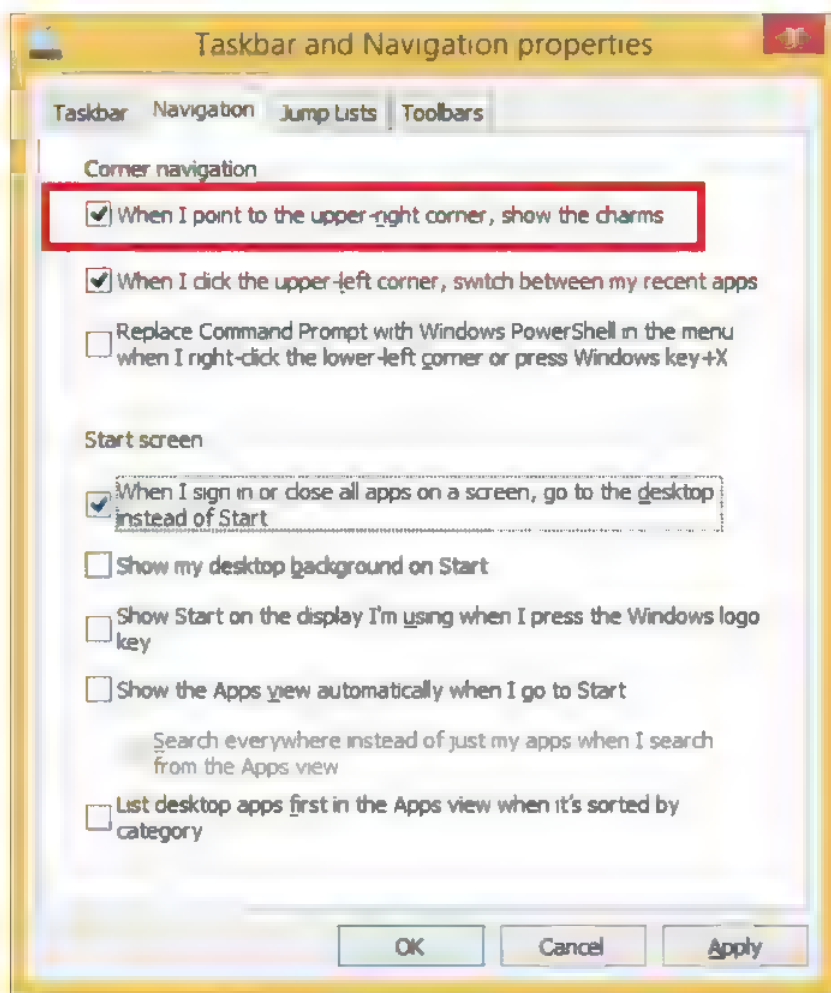 Taskbar and Navigation properties
Taskbar Navigation Jump Lists Toolbars
Corner navigation
When I point to the upper-right corner, show the charms
When I click the upper-left corner, switch between my recent apps
Replace Command Prompt with Windows PowerShell in the menu
when I right-click the lower-left corner or press Windows key+X
Start screen
When I sign in or close all apps on a screen, go to the desktop
instead of Start
Show my desktop background on Start
Show Start on the display I'm using when I press the Windows logo
key
Show the Apps view automatically when I go to Start
Search everywhere instead of just my apps when I search
from the Apps view
List desktop apps first in the Apps view when it's sorted by
category
OK Cancel Apply